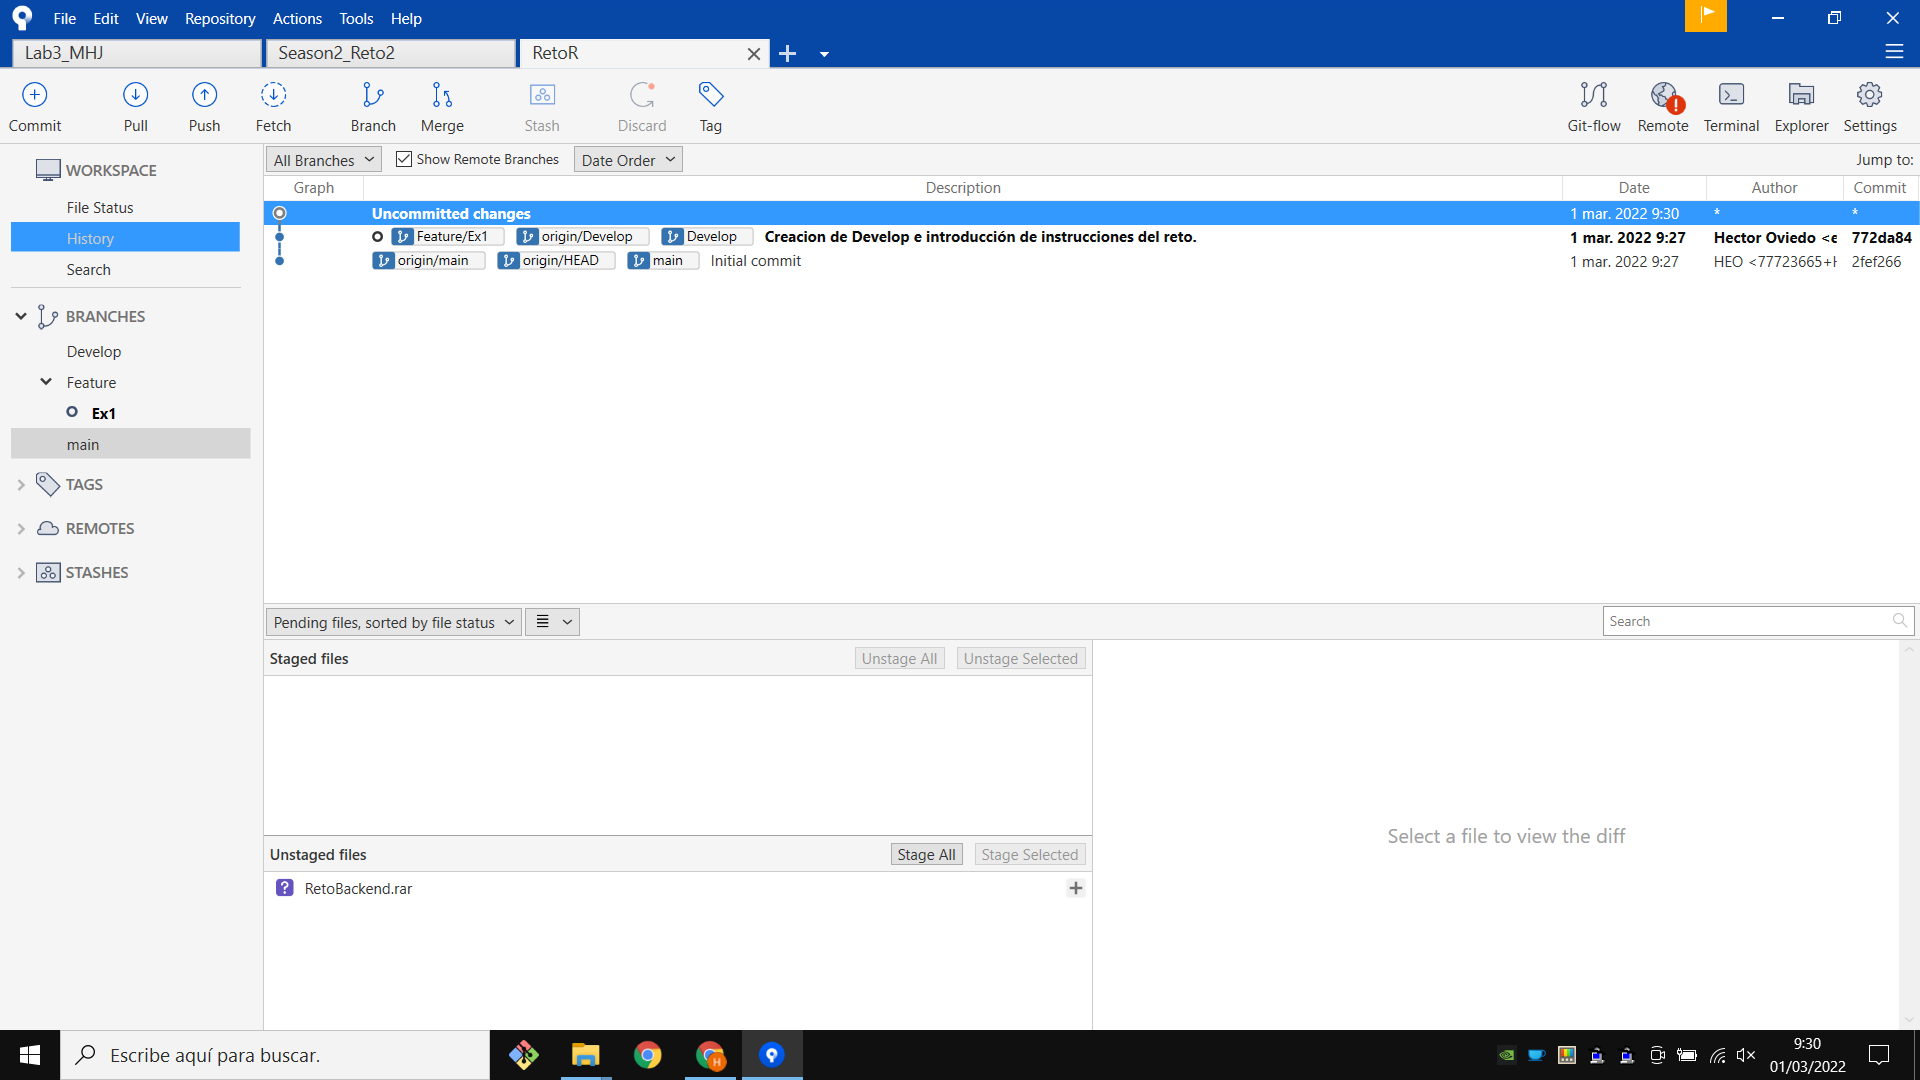 File Edit View Repository Actions Tools Help
Lab3_MHJ Season2_Reto2 RetoR
Commit Pull Push Fetch Branch Merge Stash Discard Tag Git-flow Remote Terminal Explorer Settings
WORKSPACE
File Status
History
Search
BRANCHES
Develop
Feature
Ex1
main
TAGS
REMOTES
STASHES
All Branches Show Remote Branches Date Order Jump to:
Graph Description Date Author Commit
Uncommitted changes 1 mar. 2022 9:30 * *
Feature/Ex1 origin/Develop Develop Creacion de Develop e introducción de instrucciones del reto. 1 mar. 2022 9:27 Hector Oviedo <e 772da84
origin/main origin/HEAD main Initial commit 1 mar. 2022 9:27 HEO <77723665+H 2fef266
Pending files, sorted by file status Search
Staged files Unstage All Unstage Selected
Select a file to view the diff
Unstaged files Stage All Stage Selected
RetoBackend.rar
Escribe aquí para buscar.
9:30
01/03/2022